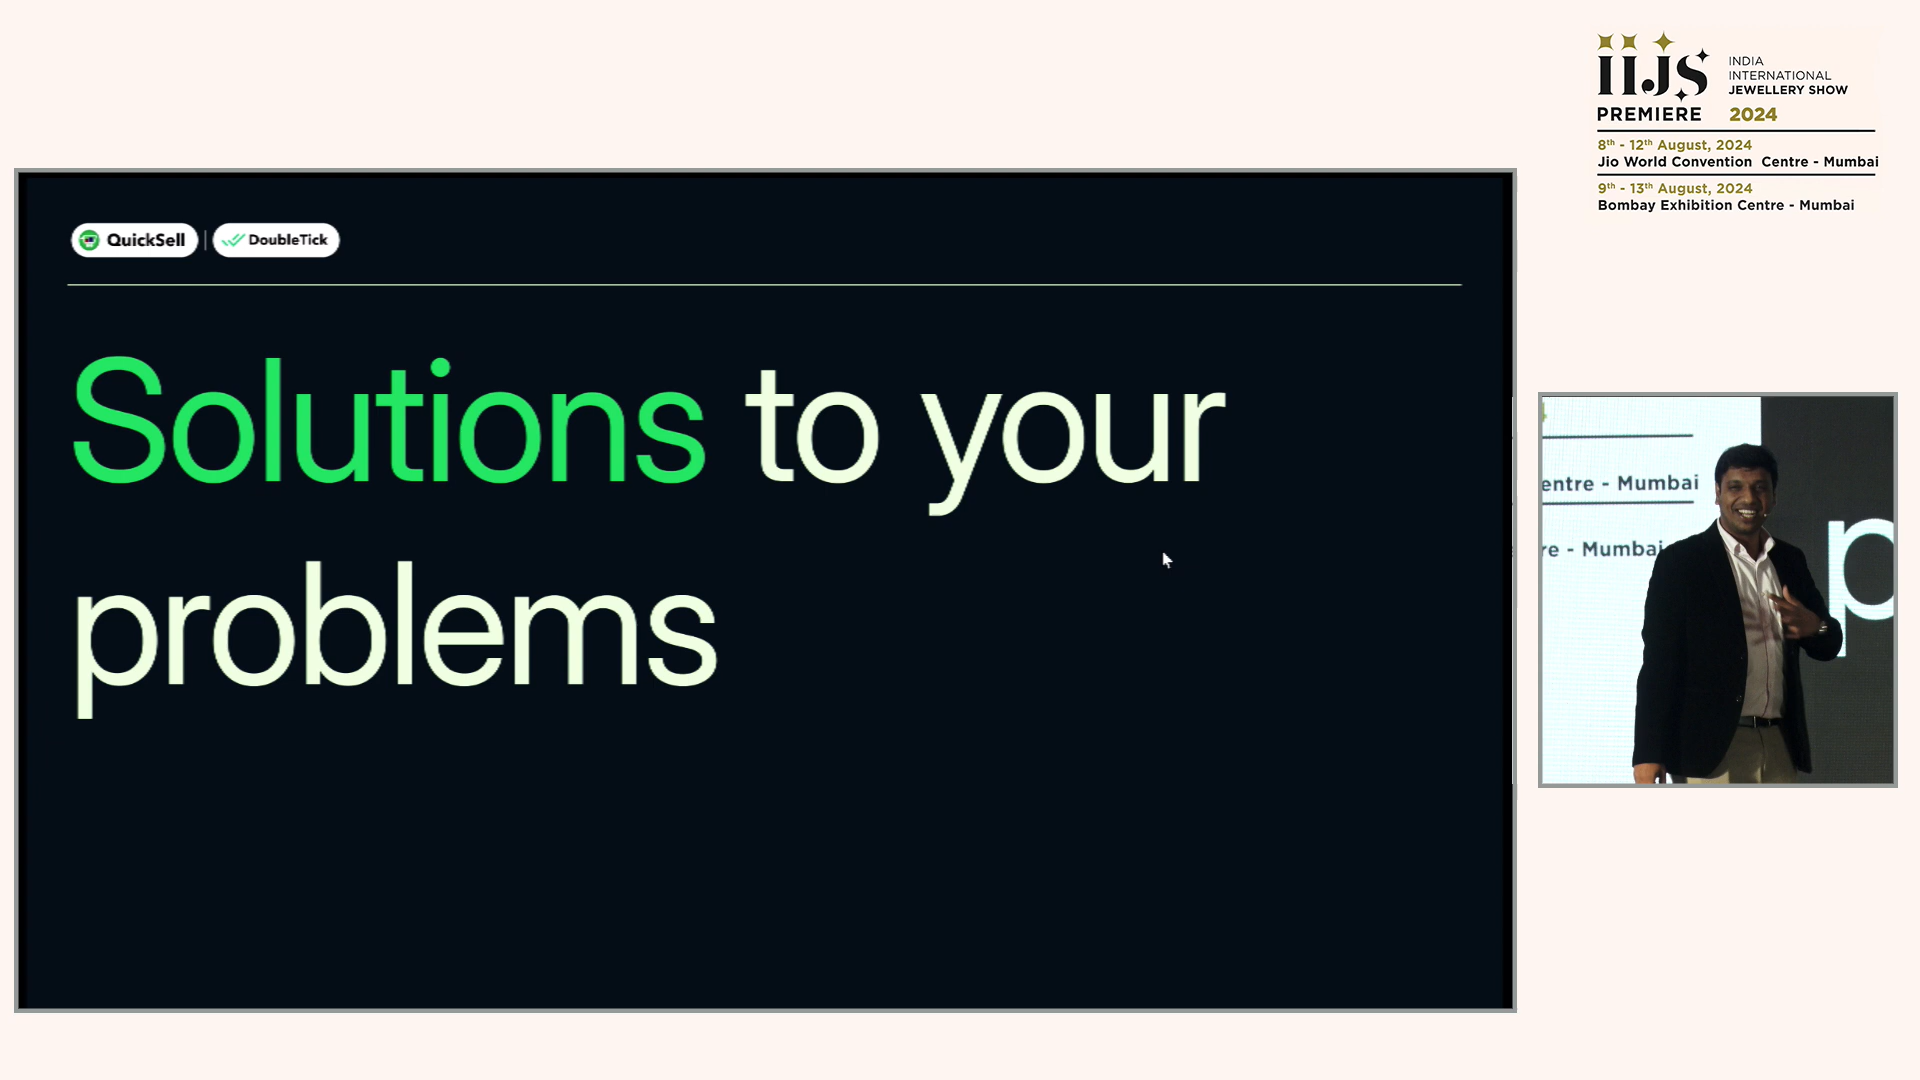 IIJS
PREMIERE
INDIA
INTERNATIONAL
JEWELLERY SHOW
2024
8th - 12th August, 2024
Jio World Convention Centre - Mumbai
9th - 13th August, 2024
Bombay Exhibition Centre - Mumbai
QuickSell | DoubleTick
Solutions to your
problems
entre - Mumbai
re - Mumbai
p